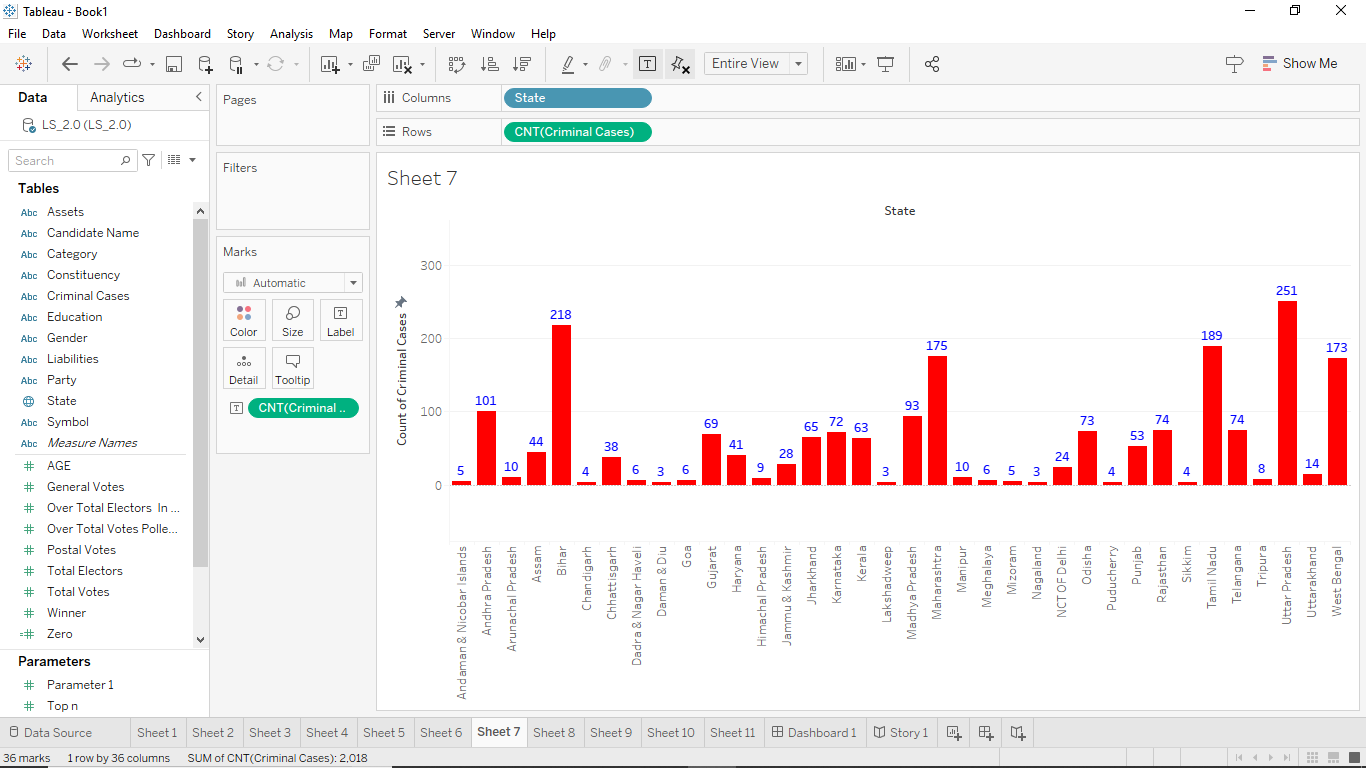 Tableau - Book1
File Data Worksheet Dashboard Story Analysis Map Format Server Window Help
Entire View
Show Me
Data Analytics
LS_2.0 (LS_2.0)
Search
Tables
Abc Assets
Abc Candidate Name
Abc Category
Abc Constituency
Abc Criminal Cases
Abc Education
Abc Gender
Abc Liabilities
Abc Party
State
Abc Symbol
Abc Measure Names
# AGE
# General Votes
# Over Total Electors In ...
# Over Total Votes Polle...
# Postal Votes
# Total Electors
# Total Votes
# Winner
=# Zero
Parameters
# Parameter 1
# Top n
Pages
Filters
Marks
Automatic
Color Size Label
Detail Tooltip
CNT(Criminal ..
Columns State
Rows CNT(Criminal Cases)
Sheet 7
State
Count of Criminal Cases
300
200
100
0
5 101 10 44 218 4 38 6 3 6 69 41 9 28 65 72 63 3 93 175 10 6 5 3 24 73 4 53 74 4 189 74 8 251 14 173
Andaman & Nicobar Islands
Andhra Pradesh
Arunachal Pradesh
Assam
Bihar
Chandigarh
Chhattisgarh
Dadra & Nagar Haveli
Daman & Diu
Goa
Gujarat
Haryana
Himachal Pradesh
Jammu & Kashmir
Jharkhand
Karnataka
Kerala
Lakshadweep
Madhya Pradesh
Maharashtra
Manipur
Meghalaya
Mizoram
Nagaland
NCT OF Delhi
Odisha
Puducherry
Punjab
Rajasthan
Sikkim
Tamil Nadu
Telangana
Tripura
Uttar Pradesh
Uttarakhand
West Bengal
Data Source Sheet 1 Sheet 2 Sheet 3 Sheet 4 Sheet 5 Sheet 6 Sheet 7 Sheet 8 Sheet 9 Sheet 10 Sheet 11 Dashboard 1 Story 1
36 marks 1 row by 36 columns SUM of CNT(Criminal Cases): 2,018